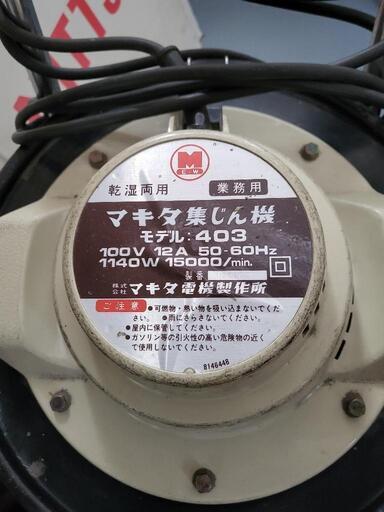 M
E W
乾湿両用 業務用
マキタ集じん機
モデル:403
100V 12A 50-60Hz
1140W 15000/min.
製番
株式会社 マキタ電機製作所
ご注意
●可燃物・熱い物を吸い込まないでください。●雨にさらさないでください。
●屋内に保管してください。
●ガソリン等の引火性の高い危険物の近くで使用しないでください。
8146448